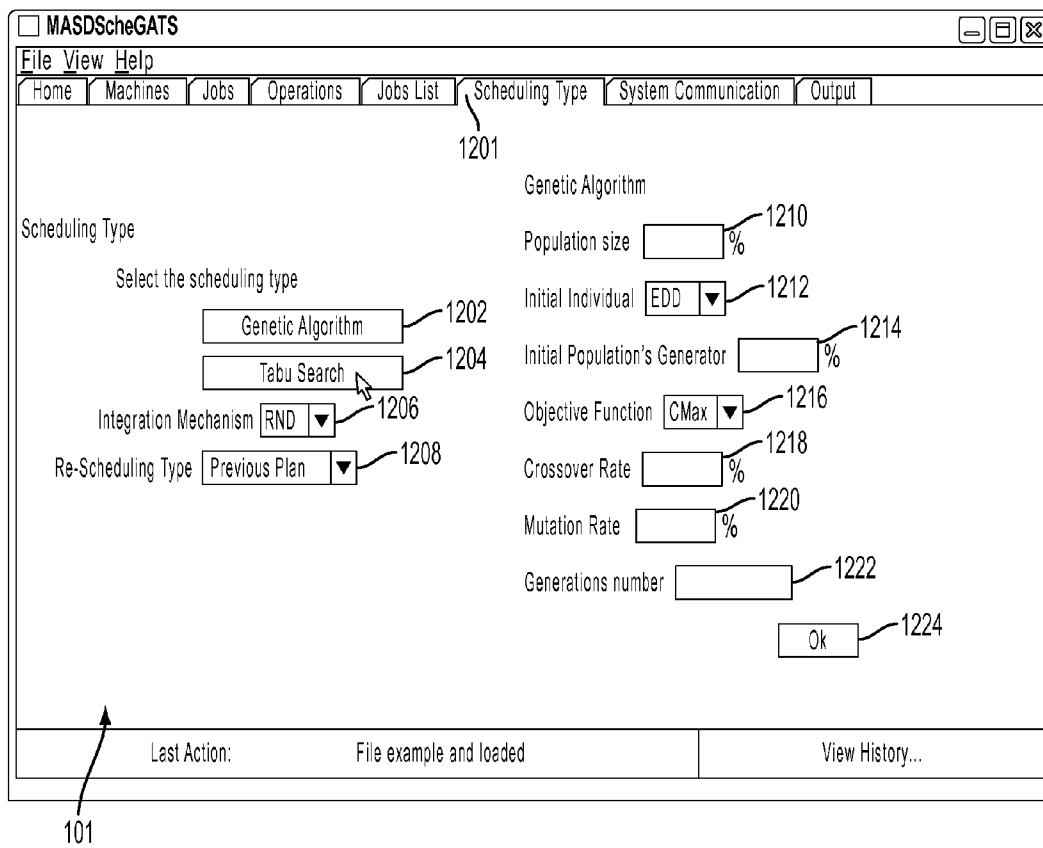 MASDScheGATS
File View Help
Home Machines Jobs Operations Jobs List Scheduling Type System Communication Output
1201
Scheduling Type
Select the scheduling type
Genetic Algorithm 1202
Tabu Search 1204
Integration Mechanism RND 1206
Re-Scheduling Type Previous Plan 1208
Genetic Algorithm
Population size % 1210
Initial Individual EDD 1212
Initial Population's Generator % 1214
Objective Function CMax 1216
Crossover Rate % 1218
Mutation Rate % 1220
Generations number 1222
Ok 1224
Last Action: File example and loaded View History...
101